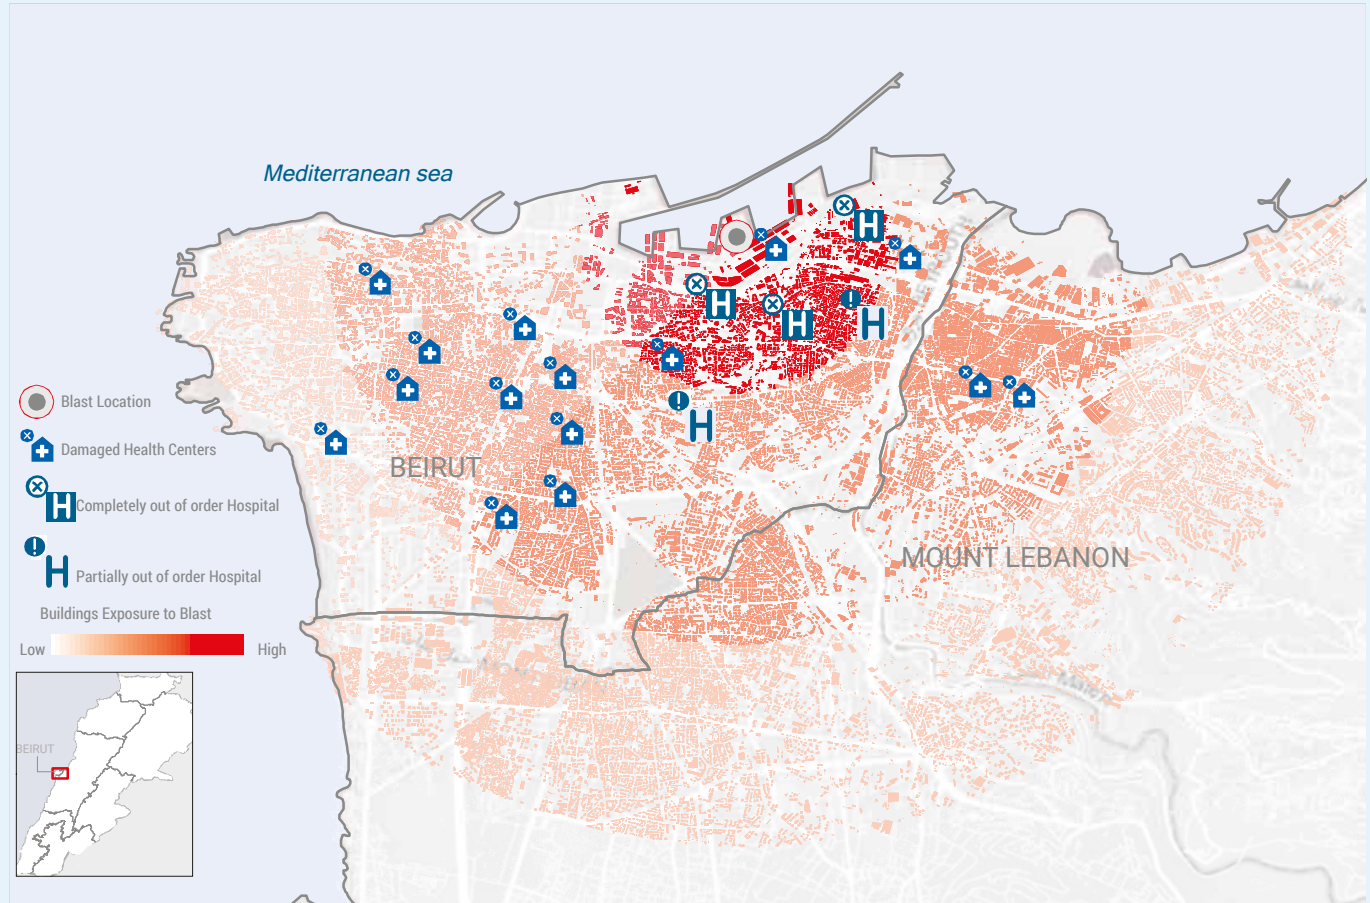 Mediterranean sea
Blast Location
Damaged Health Centers
BEIRUT
Completely out of order Hospital
MOUNT LEBANON
Partially out of order Hospital
Buildings Exposure to Blast
Low
High
BEIRUT